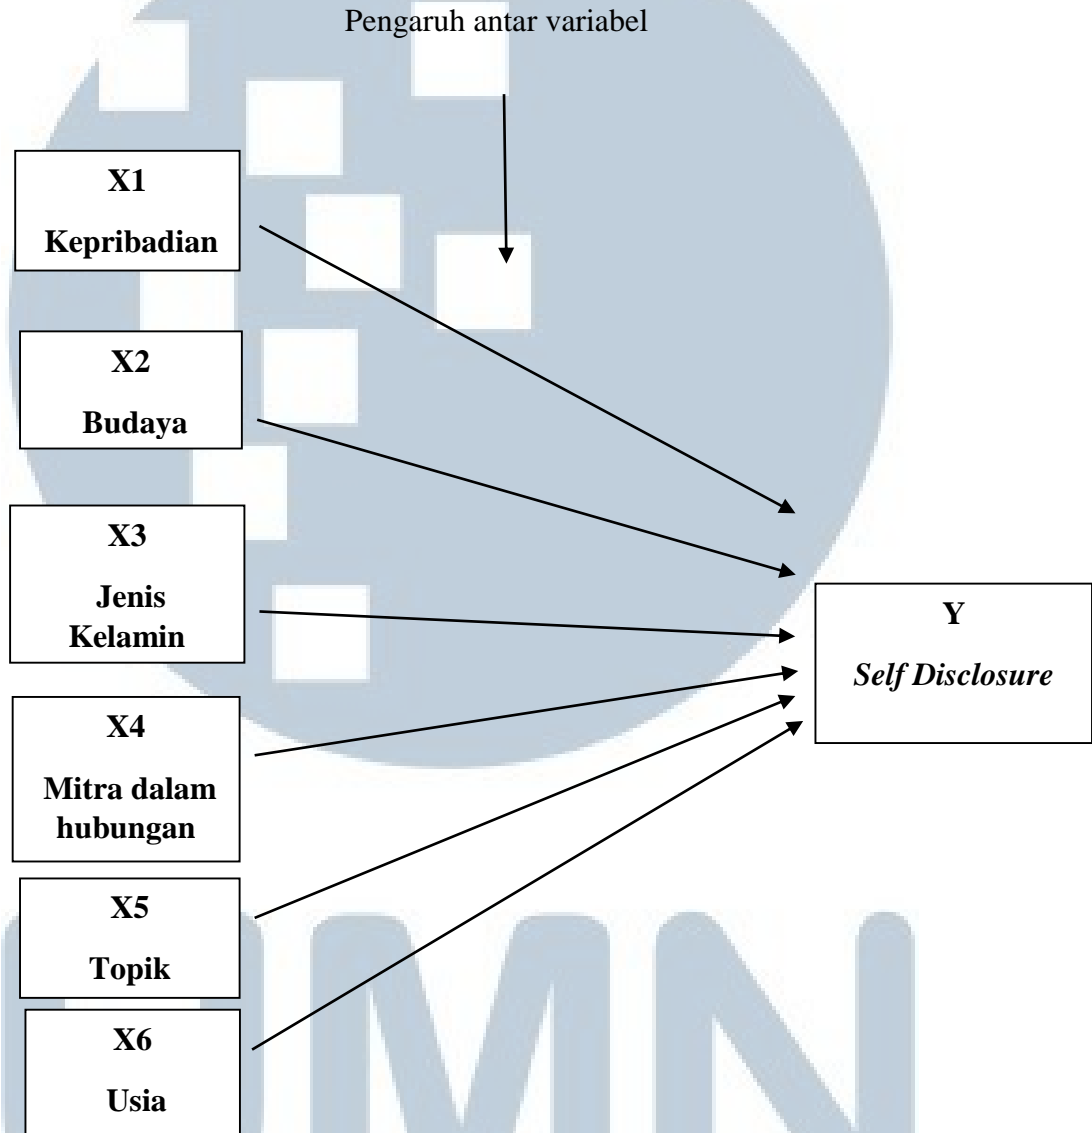 Pengaruh antar variabel
X1
Kepribadian
X2
Budaya
X3
Jenis
Kelamin
X4
Mitra dalam
hubungan
X5
Topik
X6
Usia
Y
Self Disclosure
UMN